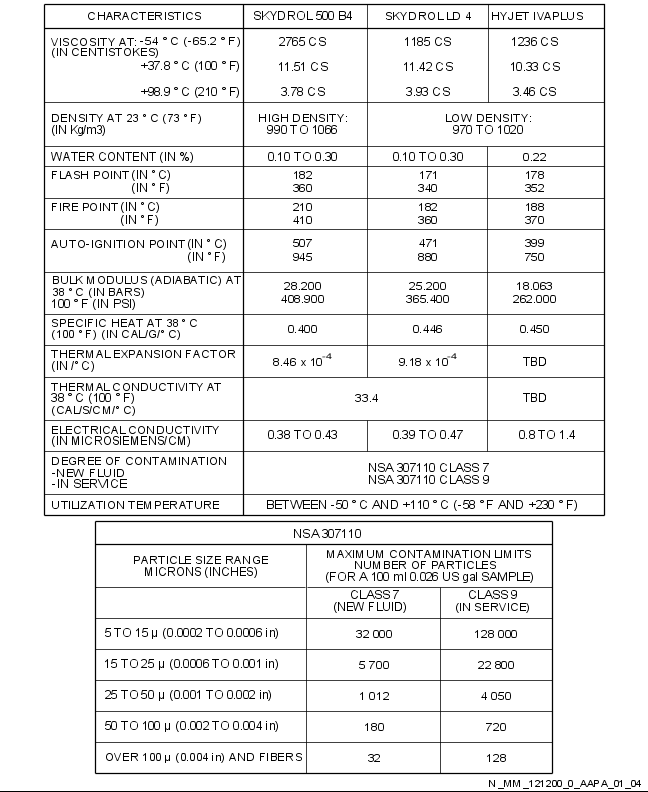 CHARACTERISTICS SKYDROL 500 B4 SKYDROL LD 4 HYJET IVAPLUS
VISCOSITY AT: -54 °C (-65.2 °F) 2765 CS 1185 CS 1236 CS
(IN CENTISTOKES)
+37.8 °C (100 °F) 11.51 CS 11.42 CS 10.33 CS
+98.9 °C (210 °F) 3.78 CS 3.93 CS 3.46 CS
DENSITY AT 23 °C (73 °F) HIGH DENSITY: LOW DENSITY:
(IN Kg/m3) 990 TO 1066 970 TO 1020
WATER CONTENT (IN %) 0.10 TO 0.30 0.10 TO 0.30 0.22
FLASH POINT (IN °C) 182 171 178
(IN °F) 360 340 352
FIRE POINT (IN °C) 210 182 188
(IN °F) 410 360 370
AUTO-IGNITION POINT (IN °C) 507 471 399
(IN °F) 945 880 750
BULK MODULUS (ADIABATIC) AT
38 °C (IN BARS) 28.200 25.200 18.063
100 °F (IN PSI) 408.900 365.400 262.000
SPECIFIC HEAT AT 38 °C
(100 °F) (IN CAL/G/°C) 0.400 0.446 0.450
THERMAL EXPANSION FACTOR
(IN /°C) 8.46 x 10-4 9.18 x 10-4 TBD
THERMAL CONDUCTIVITY AT
38 °C (100 °F) 33.4 TBD
(CAL/S/CM/°C)
ELECTRICAL CONDUCTIVITY
(IN MICROSIEMENS/CM) 0.38 TO 0.43 0.39 TO 0.47 0.8 TO 1.4
DEGREE OF CONTAMINATION
-NEW FLUID NSA 307110 CLASS 7
-IN SERVICE NSA 307110 CLASS 9
UTILIZATION TEMPERATURE BETWEEN -50 °C AND +110 °C (-58 °F AND +230 °F)
NSA 307110
PARTICLE SIZE RANGE
MICRONS (INCHES)
MAXIMUM CONTAMINATION LIMITS
NUMBER OF PARTICLES
(FOR A 100 ml 0.026 US gal SAMPLE)
CLASS 7 CLASS 9
(NEW FLUID) (IN SERVICE)
5 TO 15 µ (0.0002 TO 0.0006 in) 32 000 128 000
15 TO 25 µ (0.0006 TO 0.001 in) 5 700 22 800
25 TO 50 µ (0.001 TO 0.002 in) 1 012 4 050
50 TO 100 µ (0.002 TO 0.004 in) 180 720
OVER 100 µ (0.004 in) AND FIBERS 32 128
N_MM_121200_0_AAPA_01_04